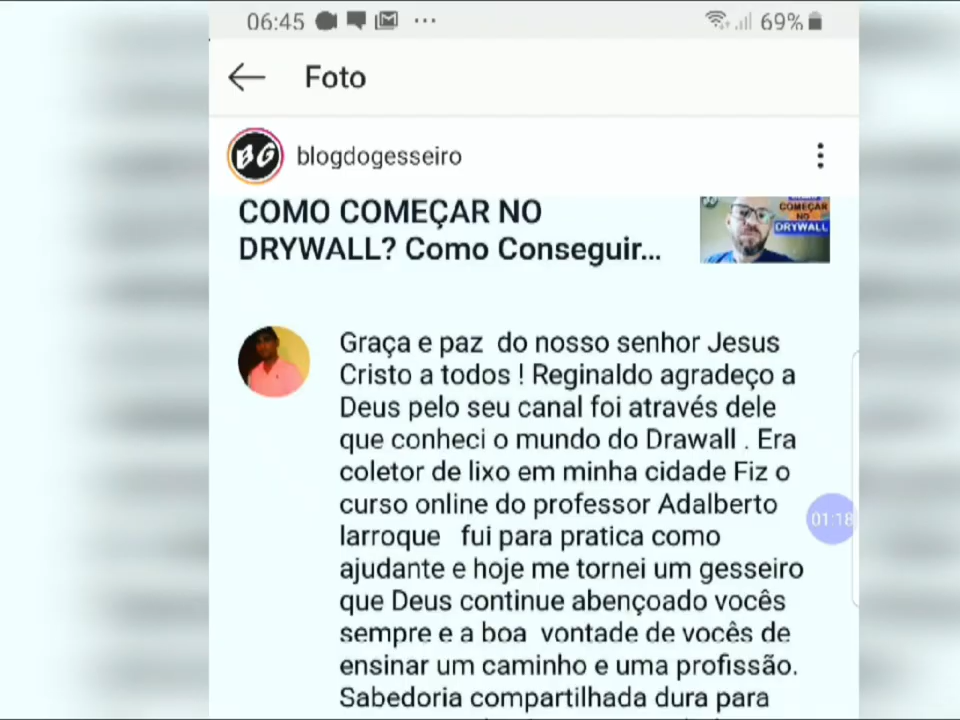 06:45
69%
Foto
BG
blogdogesseiro
COMO COMEÇAR NO
DRYWALL? Como Conseguir...
COMEÇAR
NO
DRYWALL
Graça e paz do nosso senhor Jesus
Cristo a todos ! Reginaldo agradeço a
Deus pelo seu canal foi através dele
que conheci o mundo do Drawall . Era
coletor de lixo em minha cidade Fiz o
curso online do professor Adalberto
larroque fui para pratica como
ajudante e hoje me tornei um gesseiro
que Deus continue abençoado vocês
sempre e a boa vontade de vocês de
ensinar um caminho e uma profissão.
Sabedoria compartilhada dura para
01:18